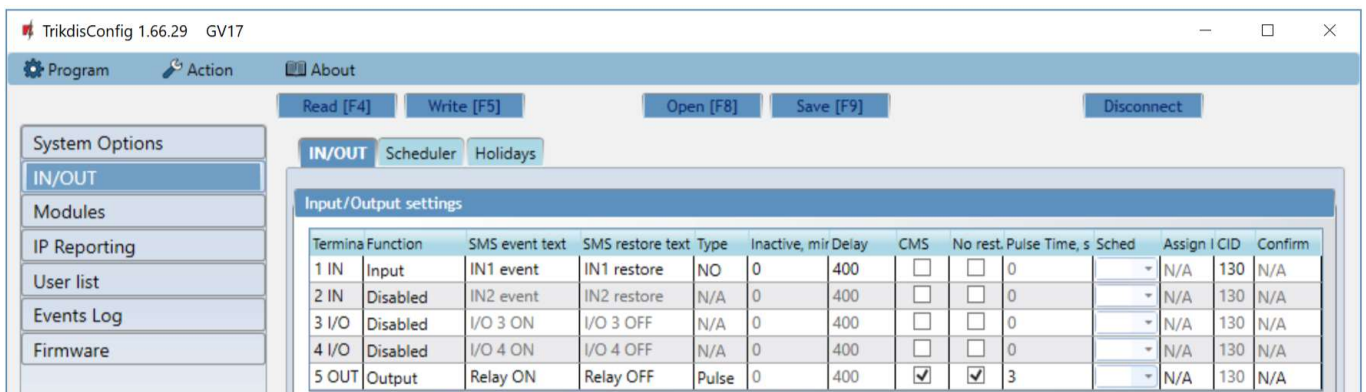 TrikdisConfig 1.66.29 GV17
Program Action About
Read [F4] Write [F5] Open [F8] Save [F9] Disconnect
System Options
IN/OUT
Modules
IP Reporting
User list
Events Log
Firmware
IN/OUT Scheduler Holidays
Input/Output settings
Termina Function SMS event text SMS restore text Type Inactive, mir Delay CMS No rest. Pulse Time, s Sched Assign I CID Confirm
1 IN Input IN1 event IN1 restore NO 0 400 0 N/A 130 N/A
2 IN Disabled IN2 event IN2 restore N/A 0 400 0 N/A 130 N/A
3 I/O Disabled I/O 3 ON I/O 3 OFF N/A 0 400 0 N/A 130 N/A
4 I/O Disabled I/O 4 ON I/O 4 OFF N/A 0 400 0 N/A 130 N/A
5 OUT Output Relay ON Relay OFF Pulse 0 400 3 N/A 130 N/A